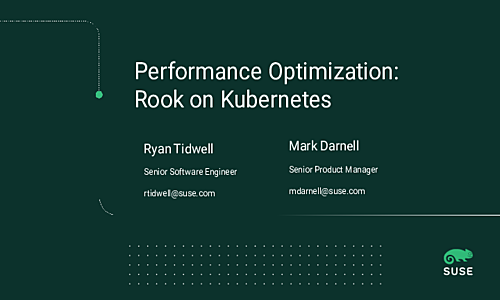 Performance Optimization:
Rook on Kubernetes
Ryan Tidwell
Senior Software Engineer
rtidwell@suse.com
Mark Darnell
Senior Product Manager
mdarnell@suse.com
SUSE